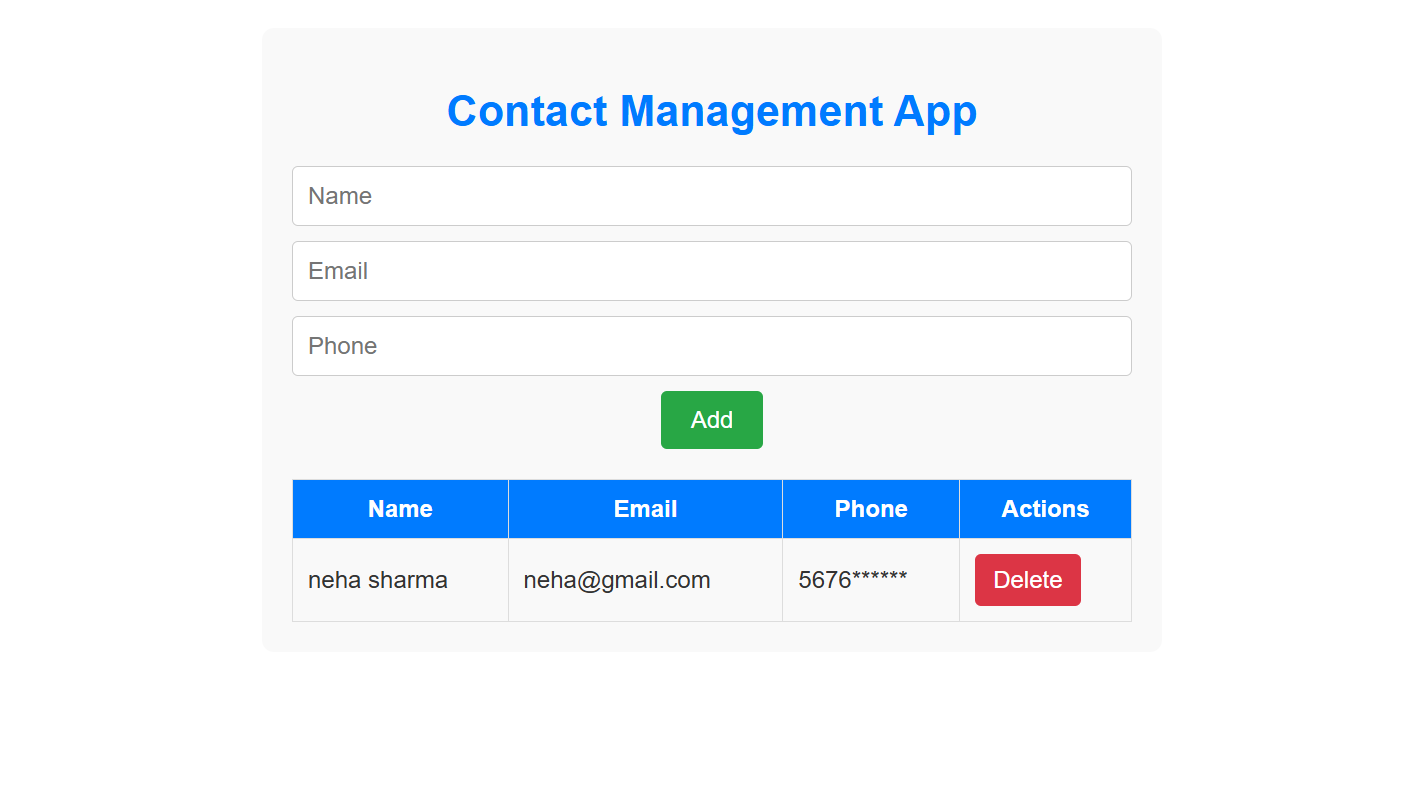 Contact Management App
Name
Email
Phone
Add
Name Email Phone Actions
neha sharma neha@gmail.com 5676****** Delete